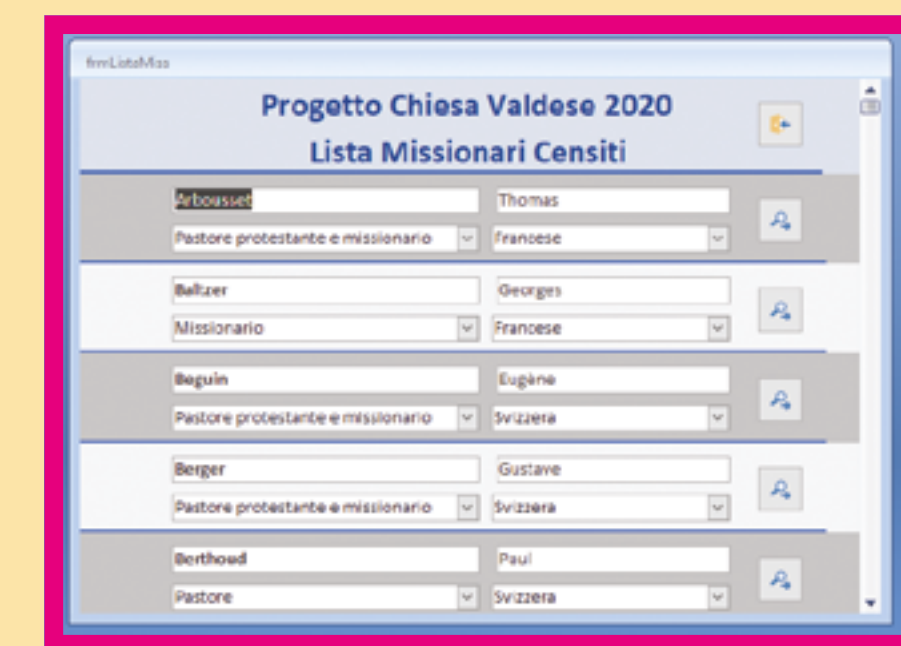 frmListaMiss
Progetto Chiesa Valdese 2020
Lista Missionari Censiti
Arbousset Thomas
Pastore protestante e missionario Francese
Baltzer Georges
Missionario Francese
Beguin Eugène
Pastore protestante e missionario Svizzera
Berger Gustave
Pastore protestante e missionario Svizzera
Berthoud Paul
Pastore Svizzera